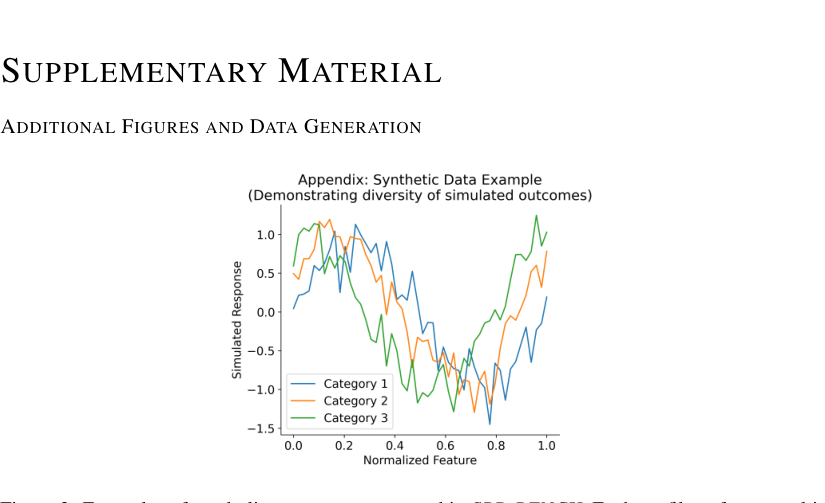 SUPPLEMENTARY MATERIAL
ADDITIONAL FIGURES AND DATA GENERATION
Appendix: Synthetic Data Example
(Demonstrating diversity of simulated outcomes)
Simulated Response
1.0
0.5
0.0
−0.5
−1.0
−1.5
Category 1
Category 2
Category 3
0.0 0.2 0.4 0.6 0.8 1.0
Normalized Feature